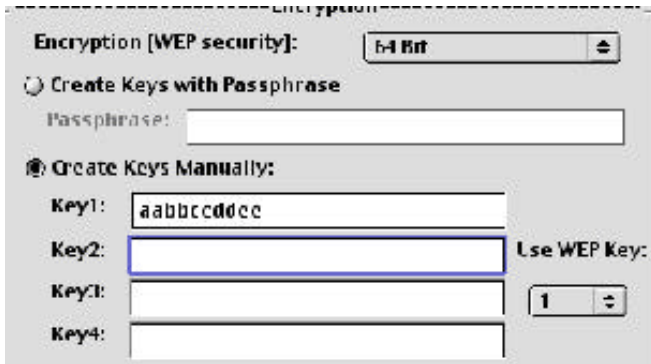 Encryption
Encryption [WEP security]: 64 Bit
Create Keys with Passphrase
Passphrase:
Create Keys Manually:
Key1: aabbccddee
Key2:
Use WEP Key:
Key3: 1
Key4: